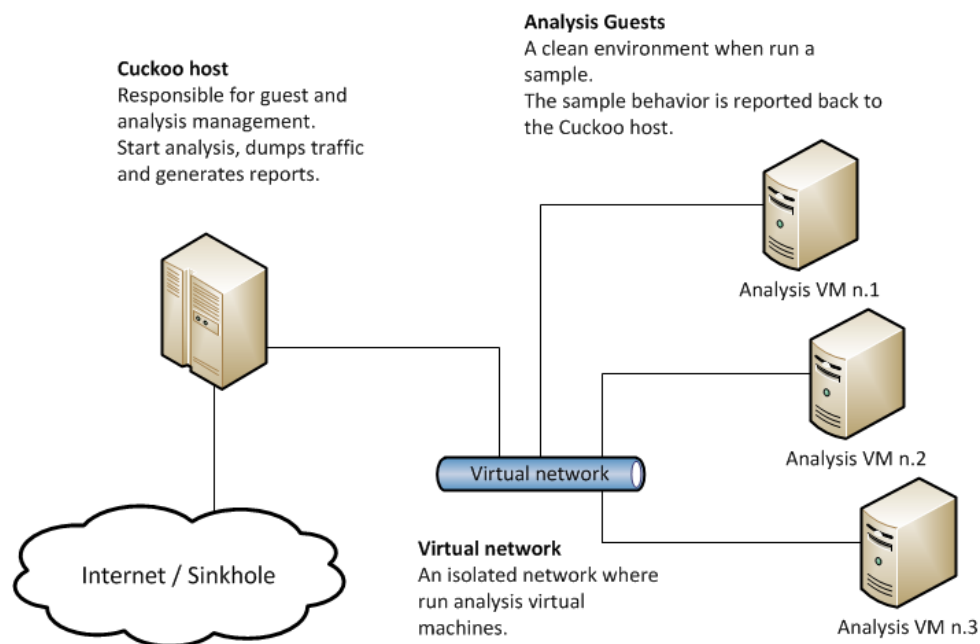 Cuckoo host
Responsible for guest and
analysis management.
Start analysis, dumps traffic
and generates reports.
Analysis Guests
A clean environment when run a
sample.
The sample behavior is reported back to
the Cuckoo host.
Analysis VM n.1
Analysis VM n.2
Virtual network
Internet / Sinkhole
Virtual network
An isolated network where
run analysis virtual
machines.
Analysis VM n.3